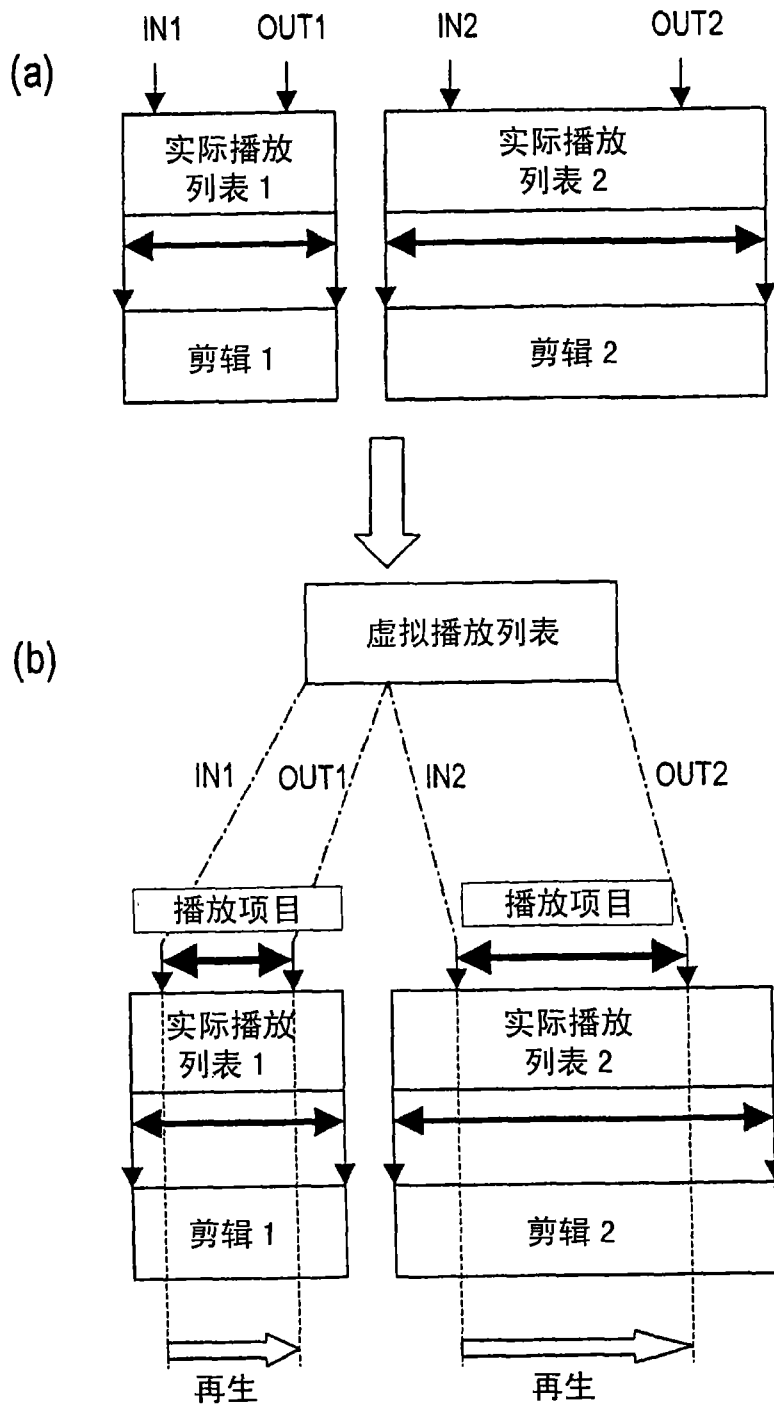 IN1 OUT1 IN2 OUT2
(a)
实际播放
列表 1
实际播放
列表 2
剪辑 1
剪辑 2
虚拟播放列表
(b)
IN1 OUT1 IN2 OUT2
播放项目
播放项目
实际播放
列表 1
实际播放
列表 2
剪辑 1
剪辑 2
再生
再生